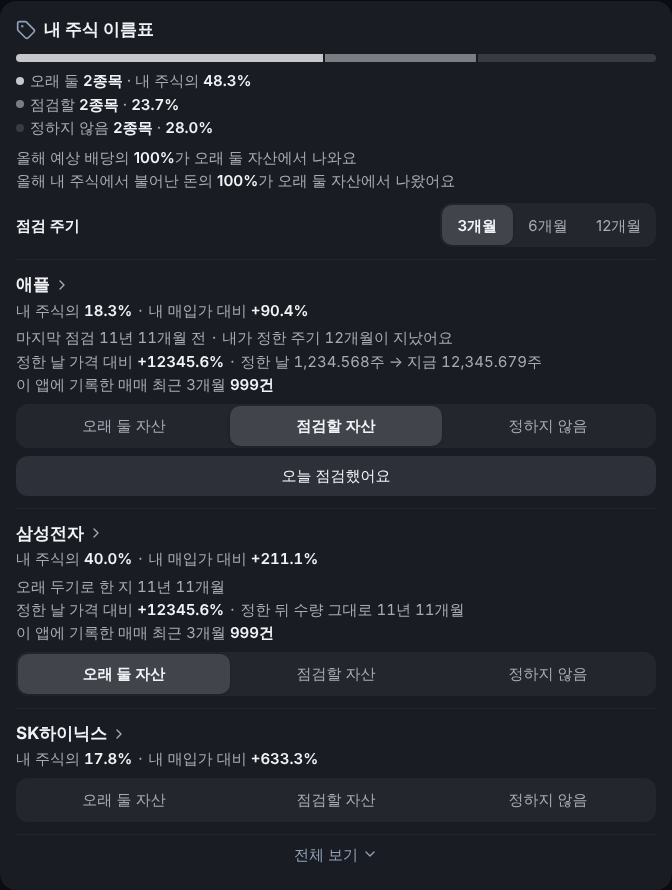 내 주식 이름표
오래 둘 2종목 · 내 주식의 48.3%
점검할 2종목 · 23.7%
정하지 않음 2종목 · 28.0%
올해 예상 배당의 100%가 오래 둘 자산에서 나와요
올해 내 주식에서 불어난 돈의 100%가 오래 둘 자산에서 나왔어요
점검 주기 3개월 6개월 12개월
애플
내 주식의 18.3% · 내 매입가 대비 +90.4%
마지막 점검 11년 11개월 전 · 내가 정한 주기 12개월이 지났어요
정한 날 가격 대비 +12345.6% · 정한 날 1,234.568주 → 지금 12,345.679주
이 앱에 기록한 매매 최근 3개월 999건
오래 둘 자산 점검할 자산 정하지 않음
오늘 점검했어요
삼성전자
내 주식의 40.0% · 내 매입가 대비 +211.1%
오래 두기로 한 지 11년 11개월
정한 날 가격 대비 +12345.6% · 정한 뒤 수량 그대로 11년 11개월
이 앱에 기록한 매매 최근 3개월 999건
오래 둘 자산 점검할 자산 정하지 않음
SK하이닉스
내 주식의 17.8% · 내 매입가 대비 +633.3%
오래 둘 자산 점검할 자산 정하지 않음
전체 보기